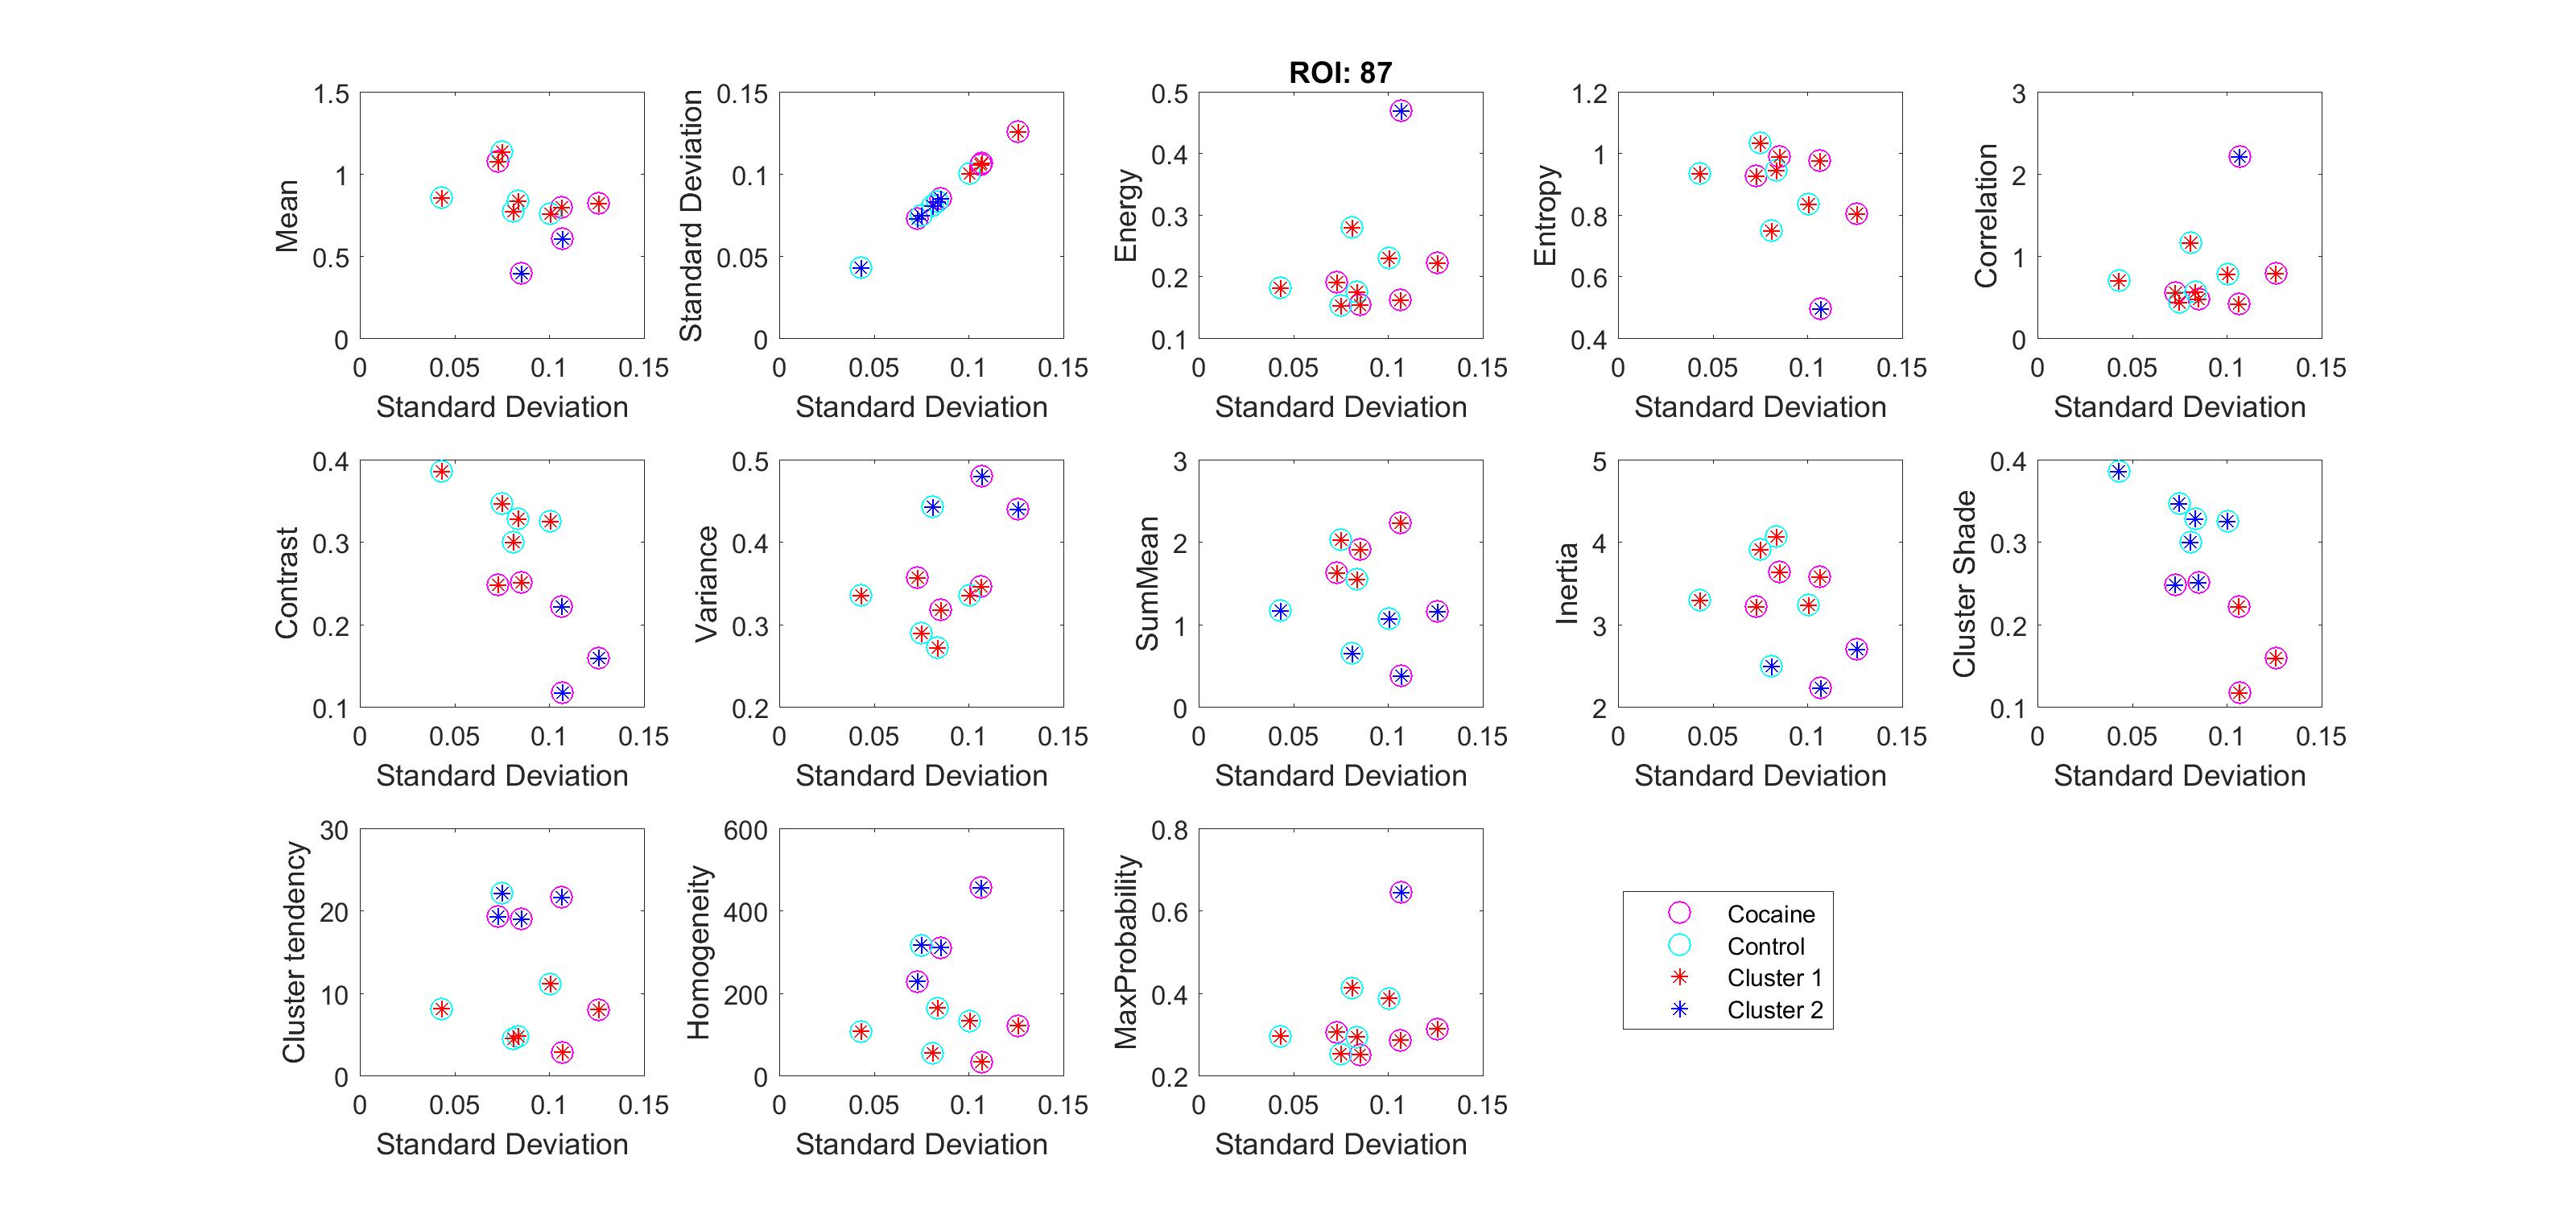 ROI: 87
Mean
1.5
1
0.5
0
0 0.05 0.1 0.15
Standard Deviation
Standard Deviation
0.15
0.1
0.05
0
0 0.05 0.1 0.15
Standard Deviation
Energy
0.5
0.4
0.3
0.2
0.1
0 0.05 0.1 0.15
Standard Deviation
Entropy
1.2
1
0.8
0.6
0.4
0 0.05 0.1 0.15
Standard Deviation
Correlation
3
2
1
0
0 0.05 0.1 0.15
Standard Deviation
Contrast
0.4
0.3
0.2
0.1
0 0.05 0.1 0.15
Standard Deviation
Variance
0.5
0.4
0.3
0.2
0 0.05 0.1 0.15
Standard Deviation
SumMean
3
2
1
0
0 0.05 0.1 0.15
Standard Deviation
Inertia
5
4
3
2
0 0.05 0.1 0.15
Standard Deviation
Cluster Shade
0.4
0.3
0.2
0.1
0 0.05 0.1 0.15
Standard Deviation
Cluster tendency
30
20
10
0
0 0.05 0.1 0.15
Standard Deviation
Homogeneity
600
400
200
0
0 0.05 0.1 0.15
Standard Deviation
MaxProbability
0.8
0.6
0.4
0.2
0 0.05 0.1 0.15
Standard Deviation
Cocaine
Control
Cluster 1
Cluster 2